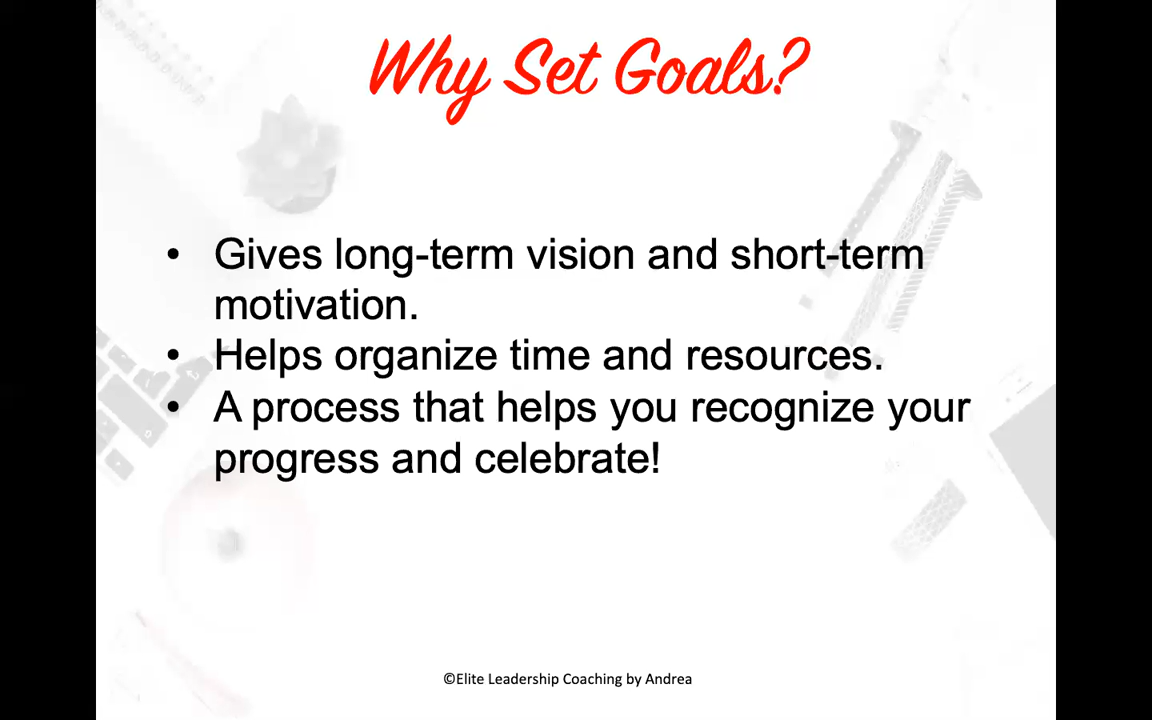 Why Set Goals?
• Gives long-term vision and short-term
motivation.
• Helps organize time and resources.
• A process that helps you recognize your
progress and celebrate!
©Elite Leadership Coaching by Andrea